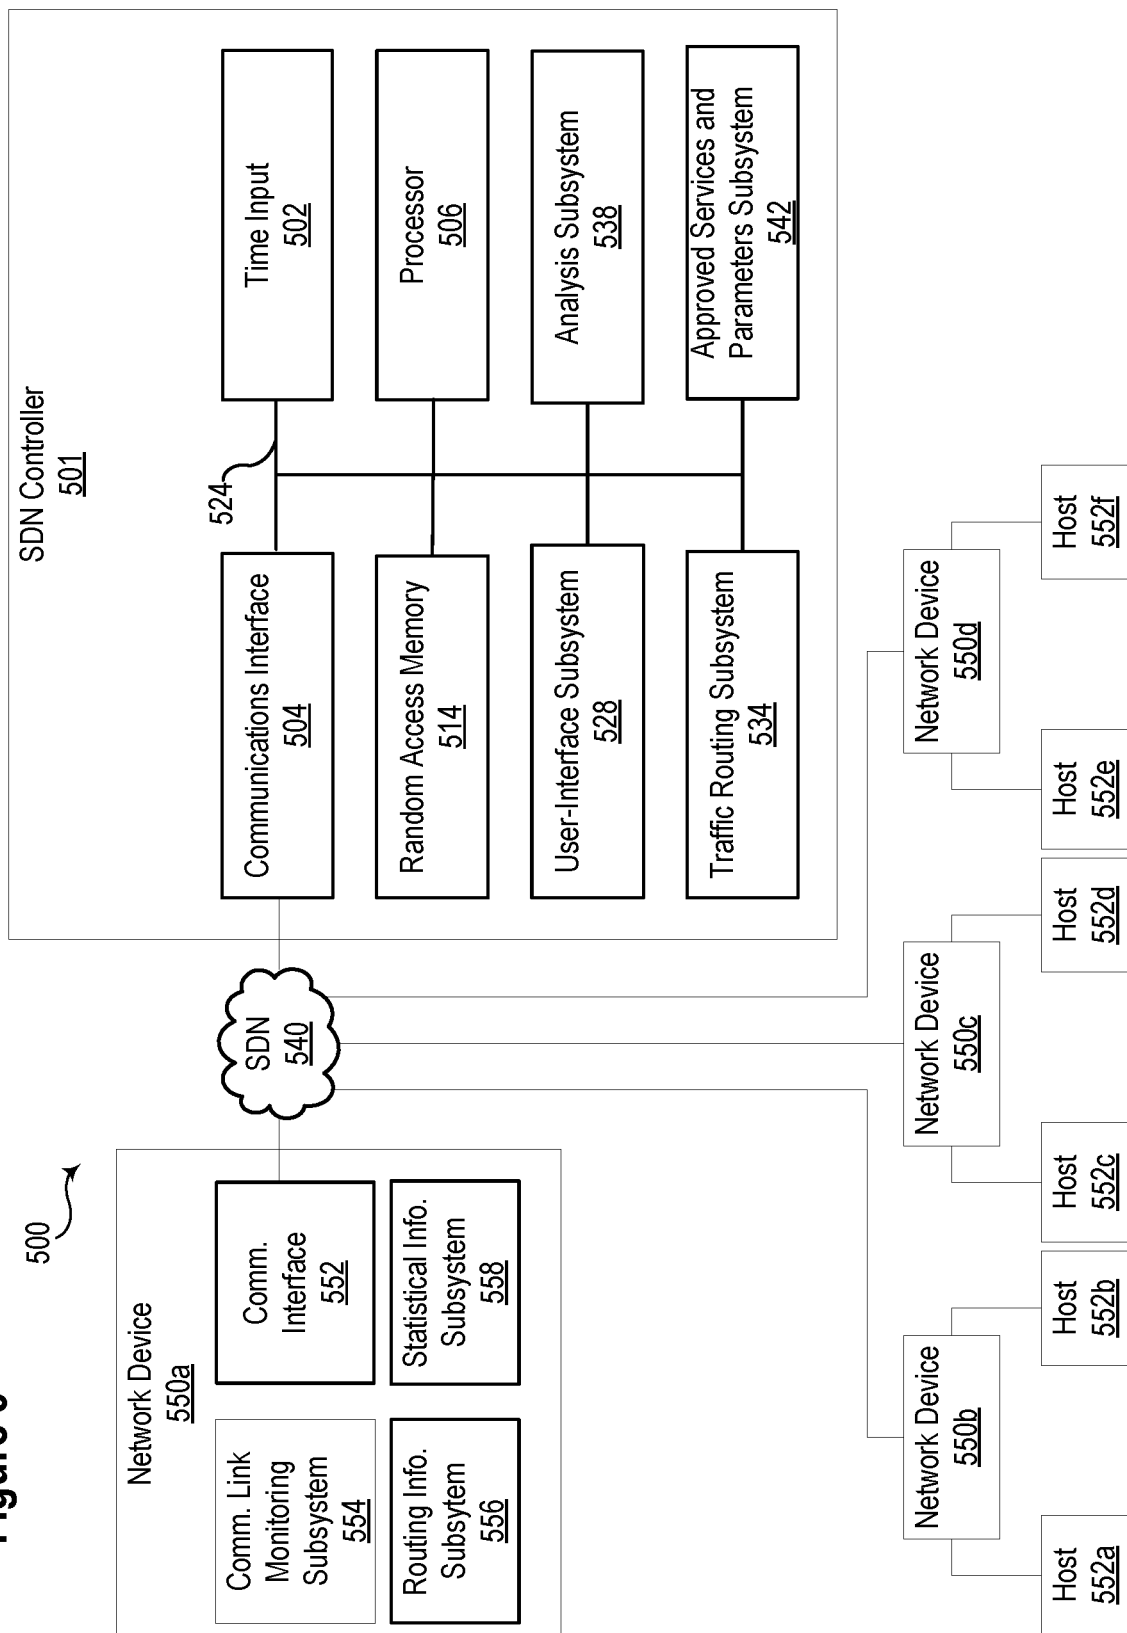 Figure
500
Network Device
550a
Comm. Link
Monitoring
Subsystem
554
Comm.
Interface
552
Routing Info.
Subsytem
556
Statistical Info.
Subsystem
558
SDN
540
SDN Controller
501
Communications Interface
504
524
Time Input
502
Random Access Memory
514
Processor
506
User-Interface Subsystem
528
Analysis Subsystem
538
Traffic Routing Subsystem
534
Approved Services and
Parameters Subsystem
542
Network Device
550b
Network Device
550c
Network Device
550d
Host
552a
Host
552b
Host
552c
Host
552d
Host
552e
Host
552f